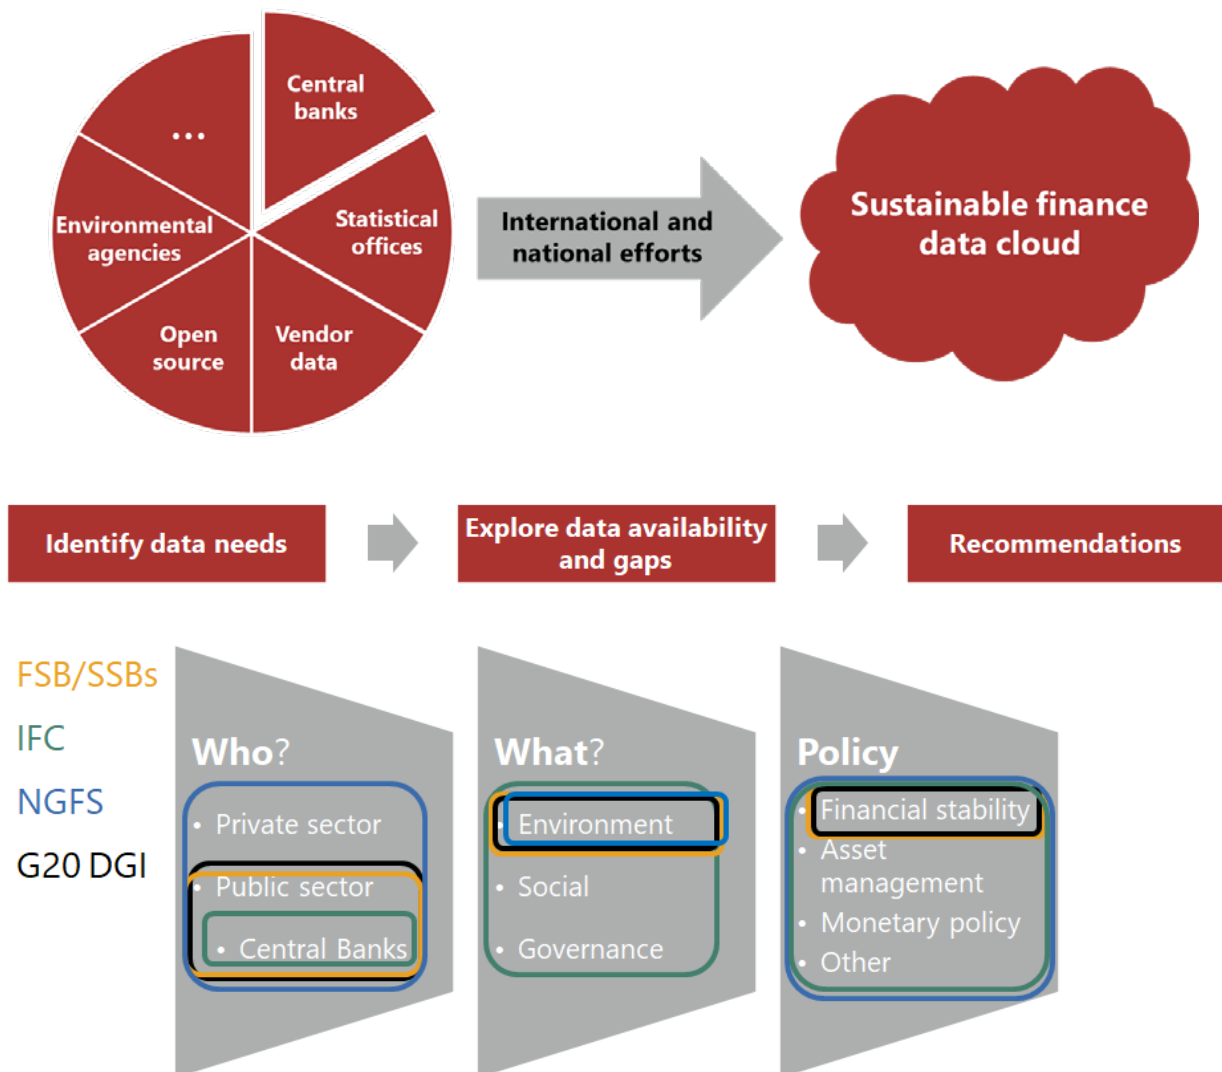 Central
banks
...
Environmental
agencies
Statistical
offices
Open
source
Vendor
data
International and
national efforts
Sustainable finance
data cloud
Identify data needs
Explore data availability
and gaps
Recommendations
FSB/SSBs
IFC
NGFS
G20 DGI
Who?
• Private sector
• Public sector
• Central Banks
What?
• Environment
• Social
• Governance
Policy
• Financial stability
• Asset
management
• Monetary policy
• Other